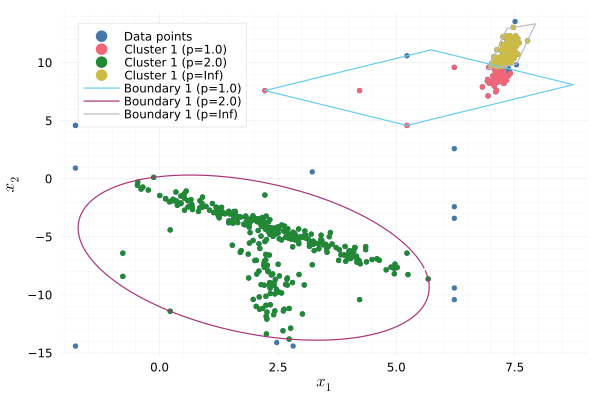 Data points
Cluster 1 (p=1.0)
Cluster 1 (p=2.0)
Cluster 1 (p=Inf)
Boundary 1 (p=1.0)
Boundary 1 (p=2.0)
Boundary 1 (p=Inf)
10
5
0
−5
−10
−15
x₂
0.0 2.5 5.0 7.5
x₁